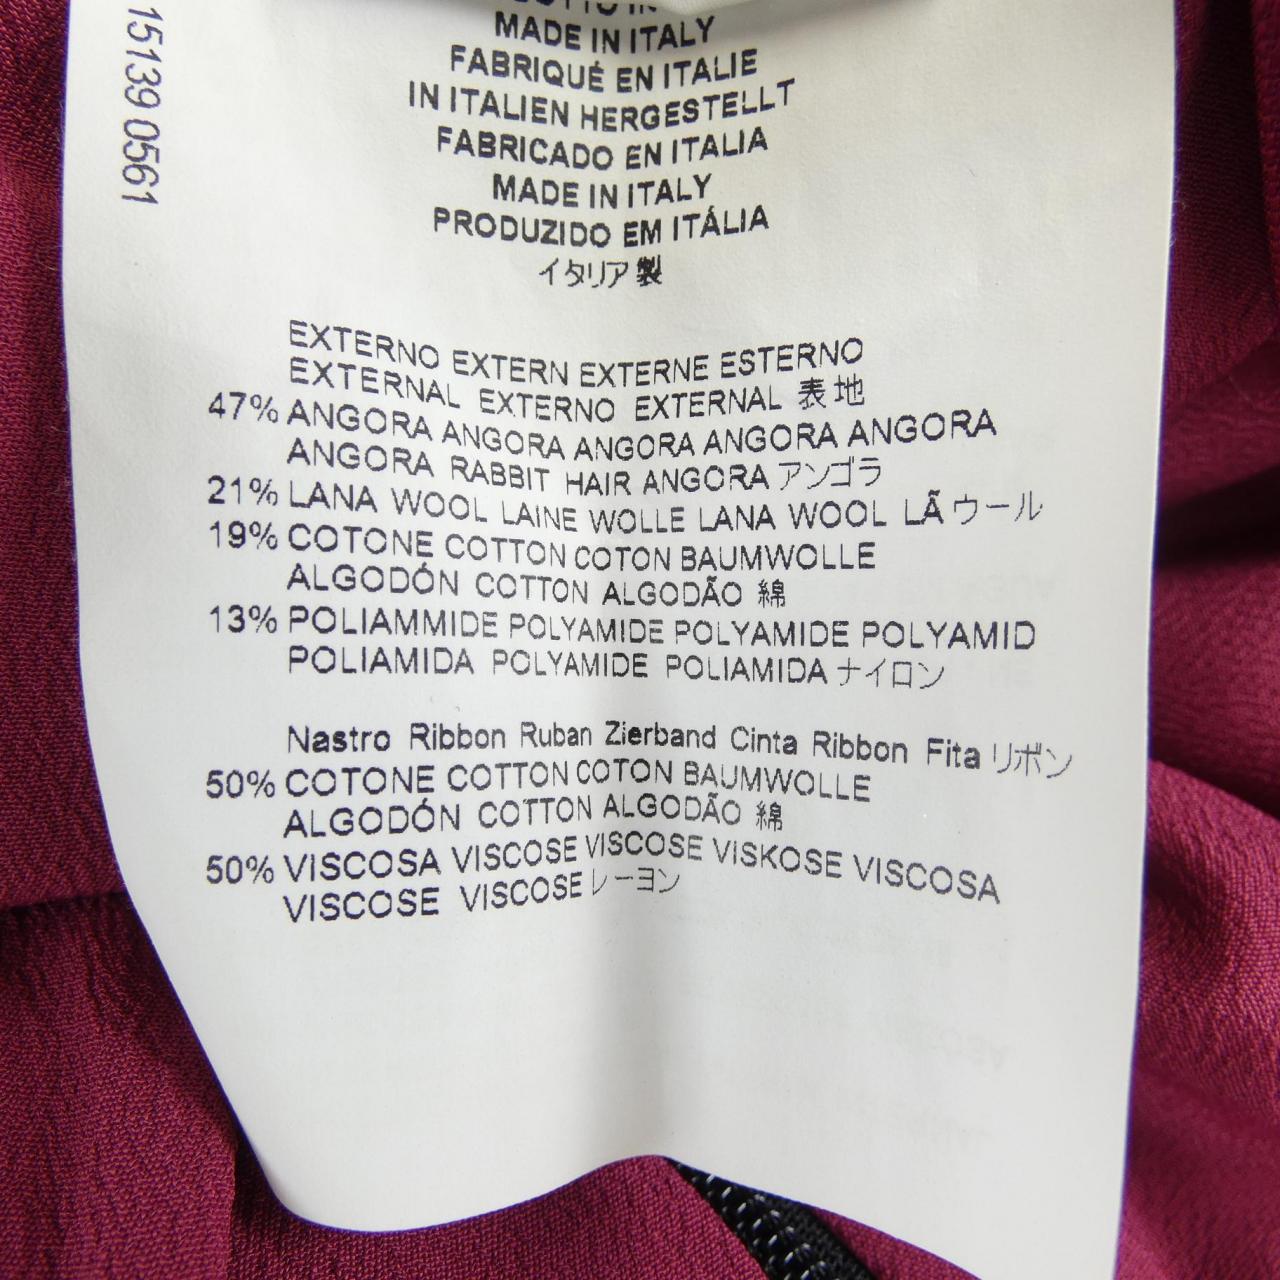 MADE IN ITALY
FABRIQUÉ EN ITALIE
IN ITALIEN HERGESTELLT
FABRICADO EN ITALIA
MADE IN ITALY
PRODUZIDO EM ITÁLIA
イタリア製
EXTERNO EXTERN EXTERNE ESTERNO
EXTERNAL EXTERNO EXTERNAL 表地
47% ANGORA ANGORA ANGORA ANGORA ANGORA
ANGORA RABBIT HAIR ANGORA アンゴラ
21% LANA WOOL LAINE WOLLE LANA WOOL LÃ ウール
19% COTONE COTTON COTON BAUMWOLLE
ALGODÓN COTTON ALGODÃO 綿
13% POLIAMMIDE POLYAMIDE POLYAMIDE POLYAMID
POLIAMIDA POLYAMIDE POLIAMIDA ナイロン
Nastro Ribbon Ruban Zierband Cinta Ribbon Fita リボン
50% COTONE COTTON COTON BAUMWOLLE
ALGODÓN COTTON ALGODÃO 綿
50% VISCOSA VISCOSE VISCOSE VISKOSE VISCOSA
VISCOSE VISCOSE レーヨン
15139 0561